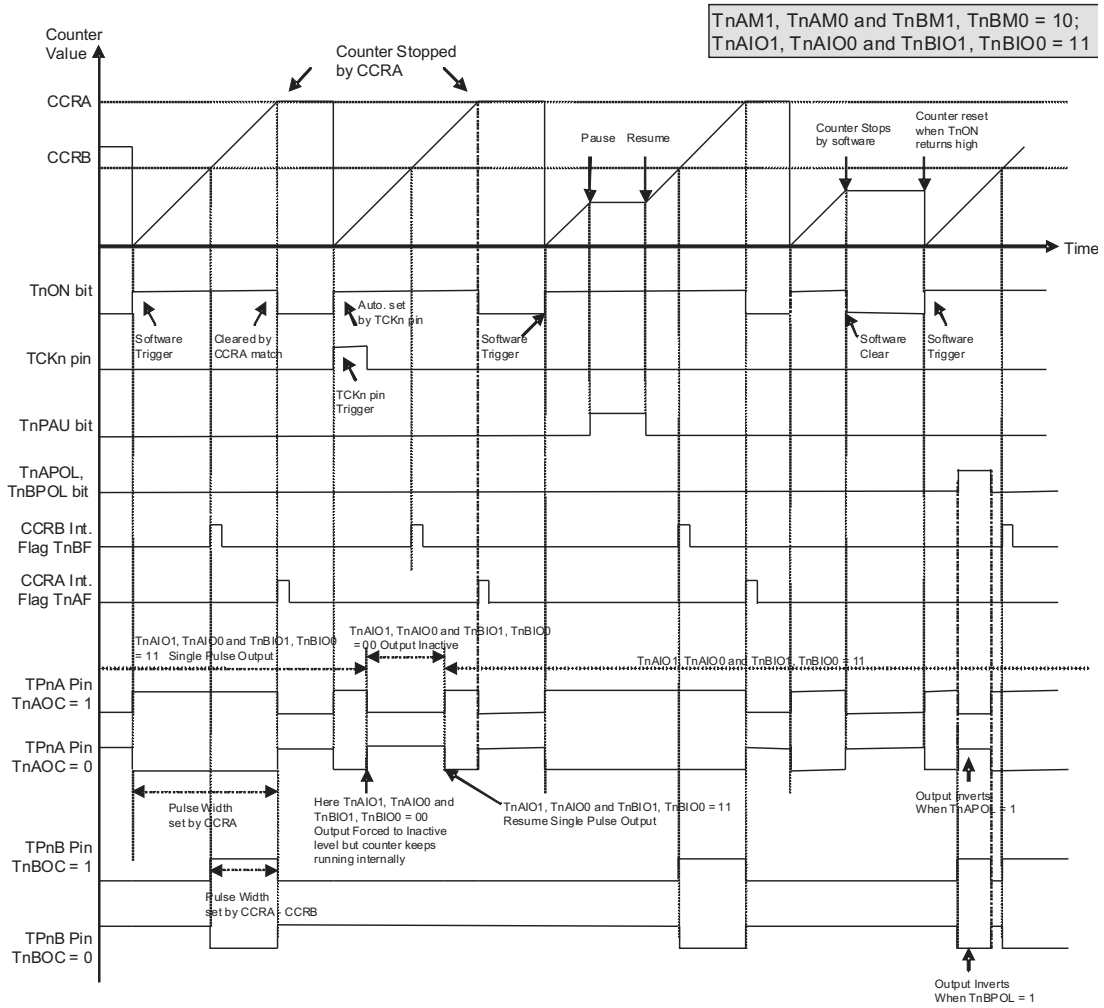 TnAM1, TnAM0 and TnBM1, TnBM0 = 10;
TnAIO1, TnAIO0 and TnBIO1, TnBIO0 = 11
Counter
Value
Counter Stopped
by CCRA
CCRA
CCRB
Pause
Resume
Counter Stops
by software
Counter reset
when TnON
returns high
Time
TnON bit
Software
Trigger
Cleared by
CCRA match
Auto. set
by TCKn pin
Software
Trigger
Software
Clear
Software
Trigger
TCKn pin
TCKn pin
Trigger
TnPAU bit
TnAPOL,
TnBPOL bit
CCRB Int.
Flag TnBF
CCRA Int.
Flag TnAF
TnAIO1, TnAIO0 and TnBIO1, TnBIO0
= 11 Single Pulse Output
TnAIO1, TnAIO0 and TnBIO1, TnBIO0
=00 Output Inactive
TnAIO1, TnAIO0 and TnBIO1, TnBIO0 = 11
TPnA Pin
TnAOC = 1
TPnA Pin
TnAOC = 0
Pulse Width
set by CCRA
Here TnAIO1, TnAIO0 and
TnBIO1, TnBIO0 = 00
Output Forced to Inactive
level but counter keeps
running internally
TnAIO1, TnAIO0 and TnBIO1, TnBIO0 = 11
Resume Single Pulse Output
Output Inverts
When TnAPOL = 1
TPnB Pin
TnBOC = 1
Pulse Width
set by CCRA - CCRB
TPnB Pin
TnBOC = 0
Output Inverts
When TnBPOL = 1